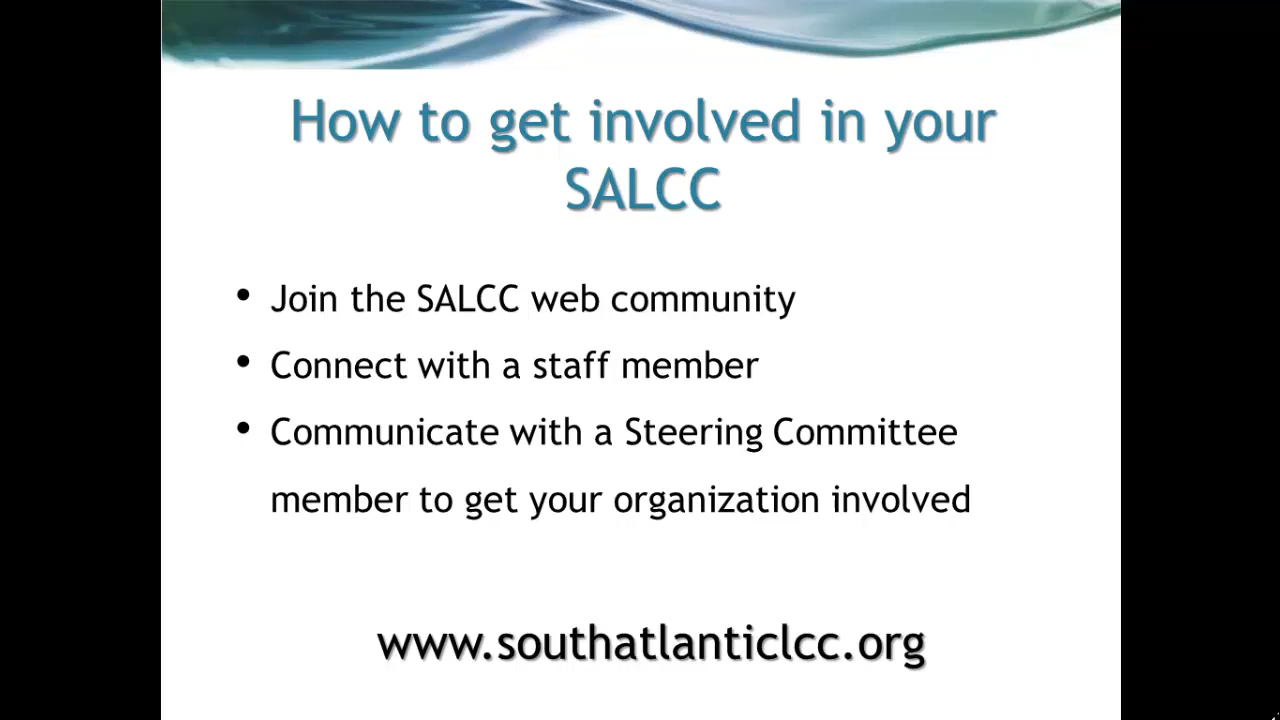 How to get involved in your
SALCC
• Join the SALCC web community
• Connect with a staff member
• Communicate with a Steering Committee
member to get your organization involved
www.southatlanticlcc.org